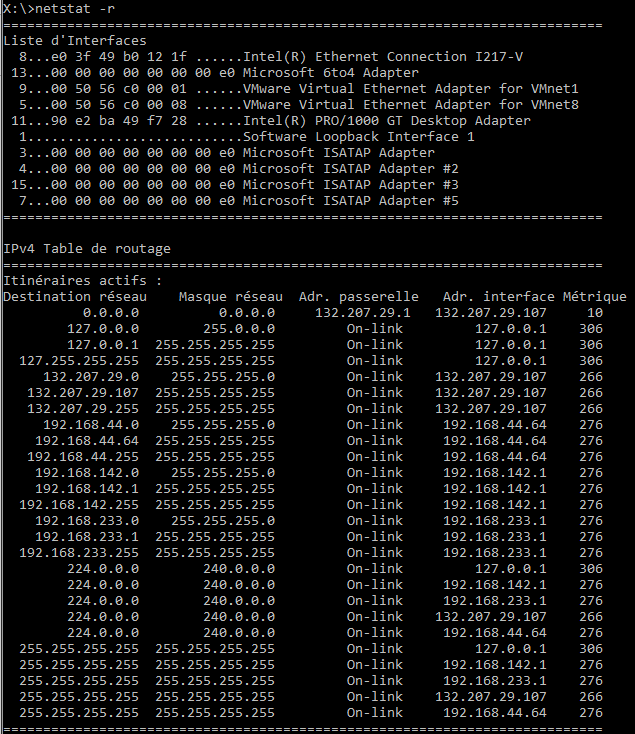 X:\>netstat -r
===========================================================================
Liste d'Interfaces
  8...e0 3f 49 b0 12 1f ......Intel(R) Ethernet Connection I217-V
 13...00 00 00 00 00 00 00 e0 Microsoft 6to4 Adapter
  9...00 50 56 c0 00 01 ......VMware Virtual Ethernet Adapter for VMnet1
  5...00 50 56 c0 00 08 ......VMware Virtual Ethernet Adapter for VMnet8
 11...90 e2 ba 49 f7 28 ......Intel(R) PRO/1000 GT Desktop Adapter
  1...........................Software Loopback Interface 1
  3...00 00 00 00 00 00 00 e0 Microsoft ISATAP Adapter
  4...00 00 00 00 00 00 00 e0 Microsoft ISATAP Adapter #2
 15...00 00 00 00 00 00 00 e0 Microsoft ISATAP Adapter #3
  7...00 00 00 00 00 00 00 e0 Microsoft ISATAP Adapter #5
===========================================================================
IPv4 Table de routage
===========================================================================
Itinéraires actifs :
Destination réseau    Masque réseau  Adr. passerelle   Adr. interface Métrique
          0.0.0.0          0.0.0.0     132.207.29.1   132.207.29.107     10
        127.0.0.0        255.0.0.0         On-link         127.0.0.1    306
        127.0.0.1  255.255.255.255         On-link         127.0.0.1    306
  127.255.255.255  255.255.255.255         On-link         127.0.0.1    306
     132.207.29.0    255.255.255.0         On-link    132.207.29.107    266
   132.207.29.107  255.255.255.255         On-link    132.207.29.107    266
   132.207.29.255  255.255.255.255         On-link    132.207.29.107    266
     192.168.44.0    255.255.255.0         On-link     192.168.44.64    276
    192.168.44.64  255.255.255.255         On-link     192.168.44.64    276
   192.168.44.255  255.255.255.255         On-link     192.168.44.64    276
    192.168.142.0    255.255.255.0         On-link     192.168.142.1    276
    192.168.142.1  255.255.255.255         On-link     192.168.142.1    276
  192.168.142.255  255.255.255.255         On-link     192.168.142.1    276
    192.168.233.0    255.255.255.0         On-link     192.168.233.1    276
    192.168.233.1  255.255.255.255         On-link     192.168.233.1    276
  192.168.233.255  255.255.255.255         On-link     192.168.233.1    276
        224.0.0.0        240.0.0.0         On-link         127.0.0.1    306
        224.0.0.0        240.0.0.0         On-link     192.168.142.1    276
        224.0.0.0        240.0.0.0         On-link     192.168.233.1    276
        224.0.0.0        240.0.0.0         On-link    132.207.29.107    266
        224.0.0.0        240.0.0.0         On-link     192.168.44.64    276
  255.255.255.255  255.255.255.255         On-link         127.0.0.1    306
  255.255.255.255  255.255.255.255         On-link     192.168.142.1    276
  255.255.255.255  255.255.255.255         On-link     192.168.233.1    276
  255.255.255.255  255.255.255.255         On-link    132.207.29.107    266
  255.255.255.255  255.255.255.255         On-link     192.168.44.64    276
===========================================================================